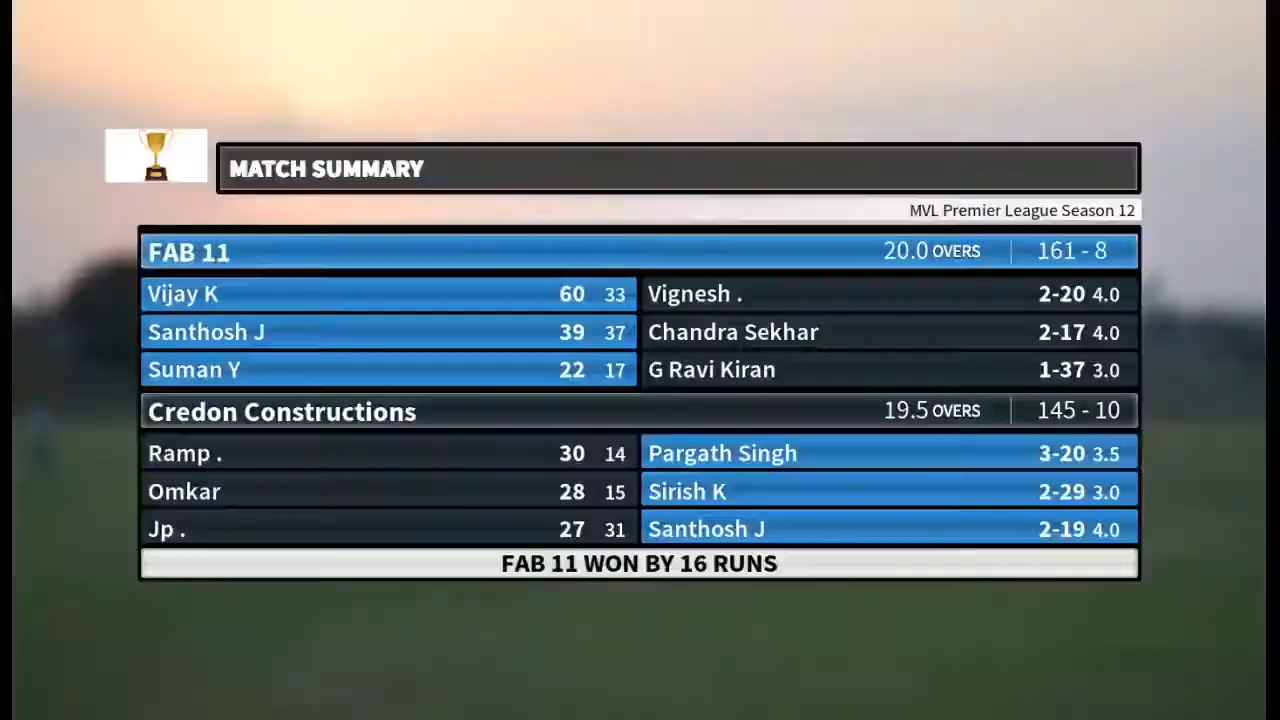 MATCH SUMMARY
MVL Premier League Season 12
FAB 11 20.0 OVERS 161 - 8
Vijay K 60 33 Vignesh . 2-20 4.0
Santhosh J 39 37 Chandra Sekhar 2-17 4.0
Suman Y 22 17 G Ravi Kiran 1-37 3.0
Credon Constructions 19.5 OVERS 145 - 10
Ramp . 30 14 Pargath Singh 3-20 3.5
Omkar 28 15 Sirish K 2-29 3.0
Jp . 27 31 Santhosh J 2-19 4.0
FAB 11 WON BY 16 RUNS